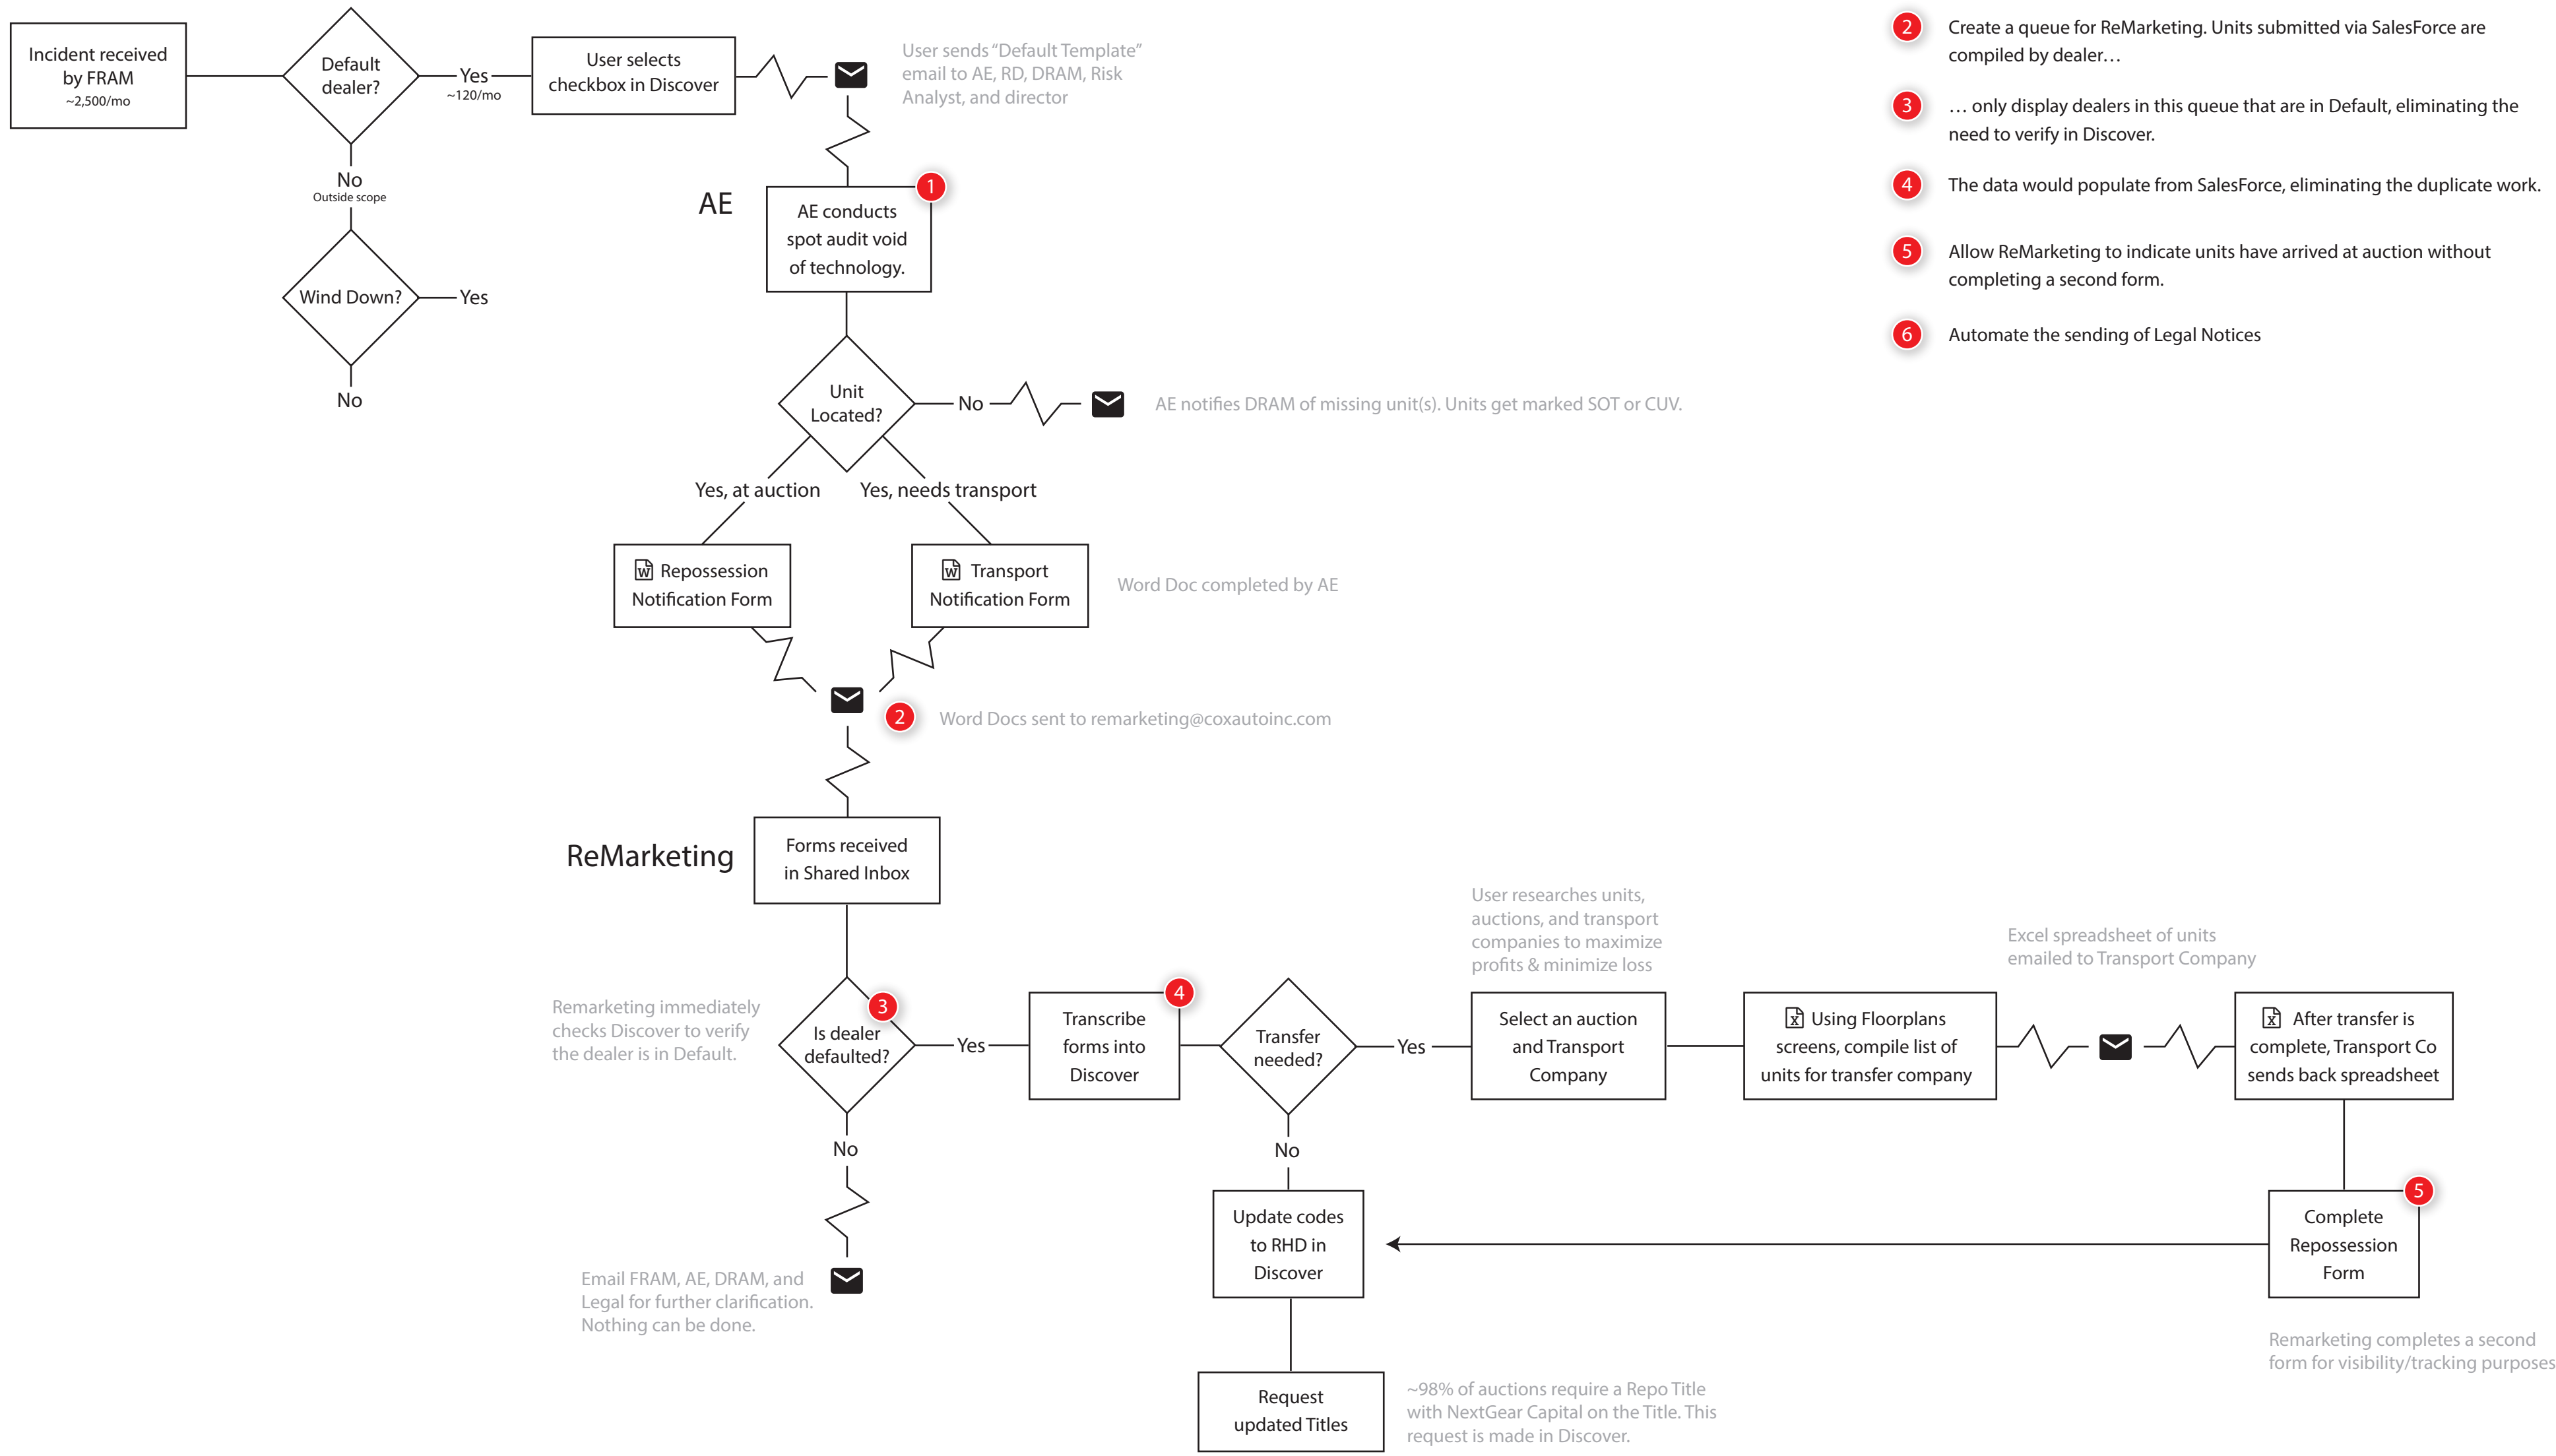 Incident received
by FRAM
~2,500/mo
Default
dealer?
Yes
~120/mo
User selects
checkbox in Discover
User sends “Default Template”
email to AE, RD, DRAM, Risk
Analyst, and director
No
Outside scope
Wind Down?
Yes
No
AE
1
AE conducts
spot audit void
of technology.
Unit
Located?
No
AE notifies DRAM of missing unit(s). Units get marked SOT or CUV.
Yes, at auction
Yes, needs transport
W Repossession
Notification Form
W Transport
Notification Form
Word Doc completed by AE
2
Word Docs sent to remarketing@coxautoinc.com
ReMarketing
Forms received
in Shared Inbox
Remarketing immediately
checks Discover to verify
the dealer is in Default.
3
Is dealer
defaulted?
Yes
No
Email FRAM, AE, DRAM, and
Legal for further clarification.
Nothing can be done.
4
Transcribe
forms into
Discover
Transfer
needed?
Yes
No
User researches units,
auctions, and transport
companies to maximize
profits & minimize loss
Select an auction
and Transport
Company
X Using Floorplans
screens, compile list of
units for transfer company
Excel spreadsheet of units
emailed to Transport Company
X After transfer is
complete, Transport Co
sends back spreadsheet
5
Complete
Repossession
Form
Remarketing completes a second
form for visibility/tracking purposes
Update codes
to RHD in
Discover
Request
updated Titles
~98% of auctions require a Repo Title
with NextGear Capital on the Title. This
request is made in Discover.
2 Create a queue for ReMarketing. Units submitted via SalesForce are
compiled by dealer…
3 … only display dealers in this queue that are in Default, eliminating the
need to verify in Discover.
4 The data would populate from SalesForce, eliminating the duplicate work.
5 Allow ReMarketing to indicate units have arrived at auction without
completing a second form.
6 Automate the sending of Legal Notices